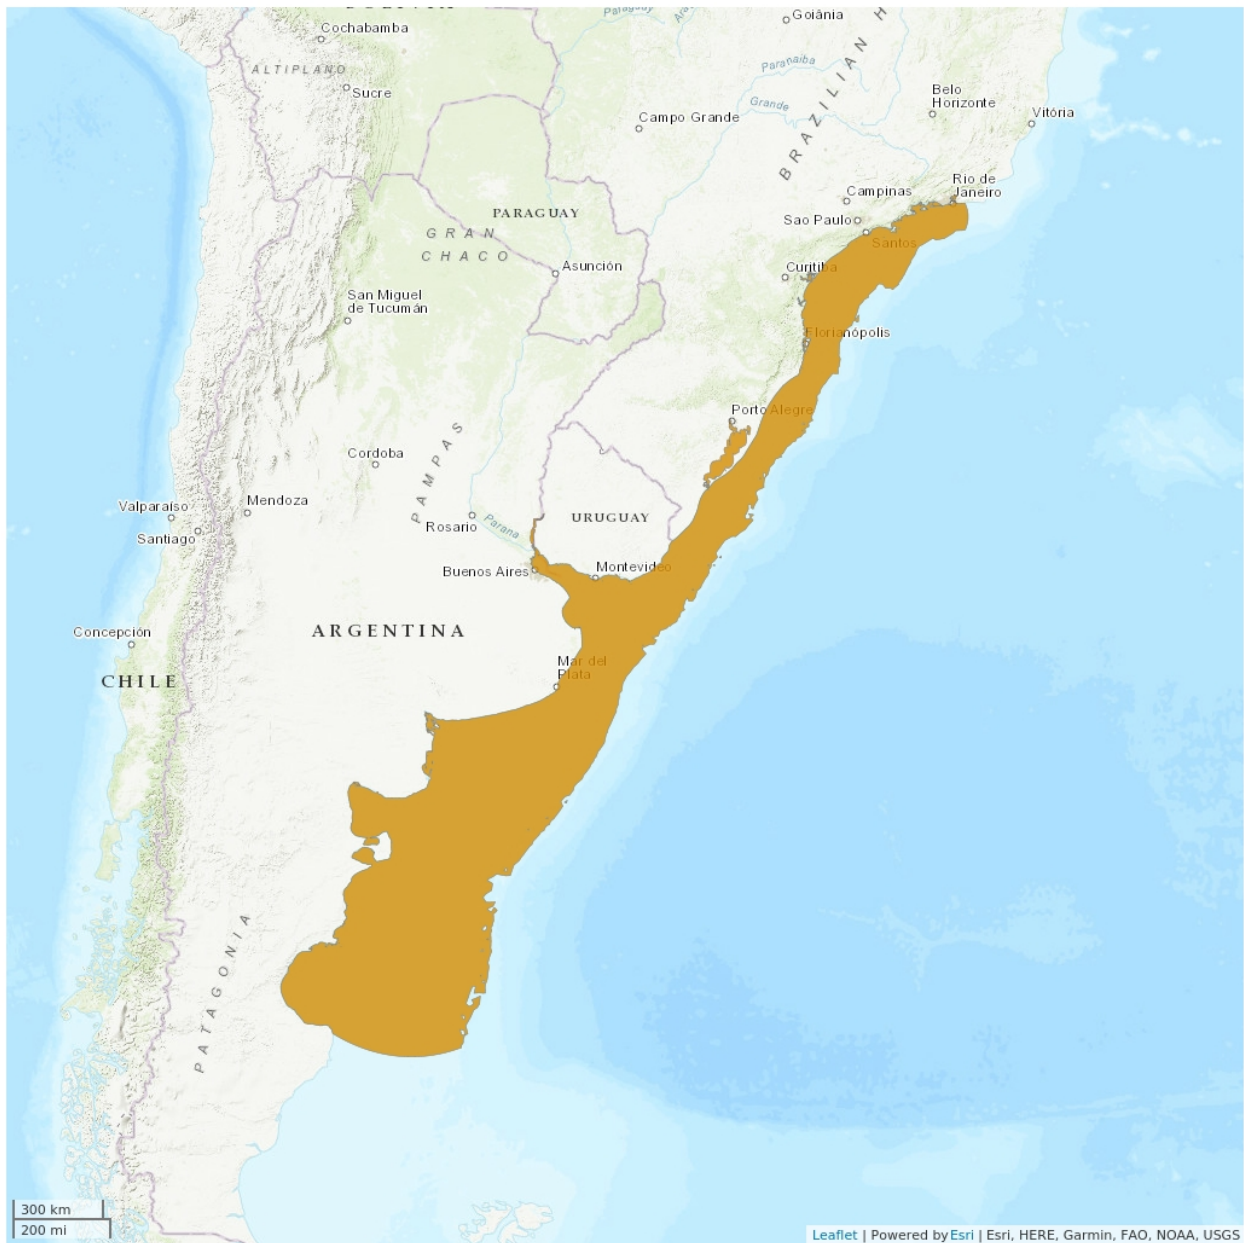 Goiânia
Cochabamba
Paraguay
Paranaiba
ALTIPLANO
Sucre
Belo
Horizonte
Grande
Vitória
Campo Grande
BRAZILIAN H
Rio de
Janeiro
Campinas
PARAGUAY
Sao Paulo
GRAN
CHACO
Santos
Asunción
Curitiba
San Miguel
de Tucumán
Florianópolis
Porto Alegre
PAMPAS
Cordoba
Mendoza
Valparaíso
Rosario
Parana
URUGUAY
Santiago
Buenos Aires
Montevideo
Concepción
ARGENTINA
Mar del
Plata
CHILE
PATAGONIA
300 km
200 mi
Leaflet | Powered by Esri | Esri, HERE, Garmin, FAO, NOAA, USGS